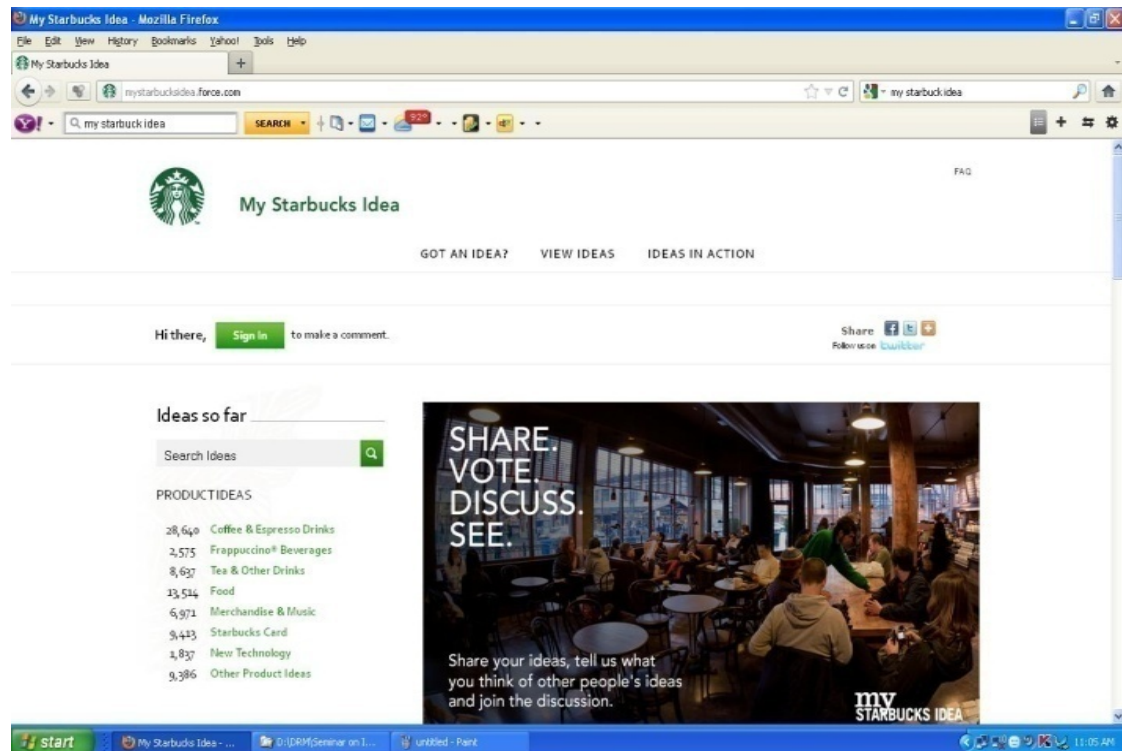 My Starbucks Idea - Mozilla Firefox
File Edit View History Bookmarks Yahoo! Tools Help
My Starbucks Idea
mystarbucksidea.force.com
my starbuck idea
my starbuck idea
SEARCH
92°
FAQ
My Starbucks Idea
GOT AN IDEA? VIEW IDEAS IDEAS IN ACTION
Hi there, Sign In to make a comment.
Share
Follow us on twitter
Ideas so far
Search Ideas
PRODUCTIDEAS
28,640 Coffee & Espresso Drinks
2,575 Frappuccino® Beverages
8,637 Tea & Other Drinks
13,514 Food
6,971 Merchandise & Music
9,413 Starbucks Card
1,837 New Technology
9,386 Other Product Ideas
SHARE.
VOTE.
DISCUSS.
SEE.
Share your ideas, tell us what
you think of other people's ideas
and join the discussion.
my
STARBUCKS IDEA
start My Starbucks Idea - ... D:\DRM\Seminar on I... untitled - Paint 11:05 AM